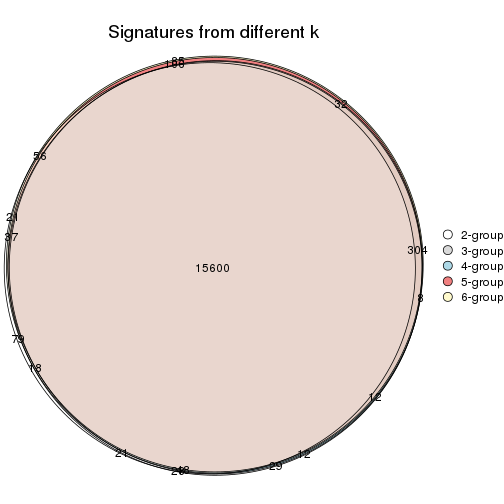 Signatures from different k
32
56
21
37
304
15600
8
79
18
12
21
12
29
2-group
3-group
4-group
5-group
6-group